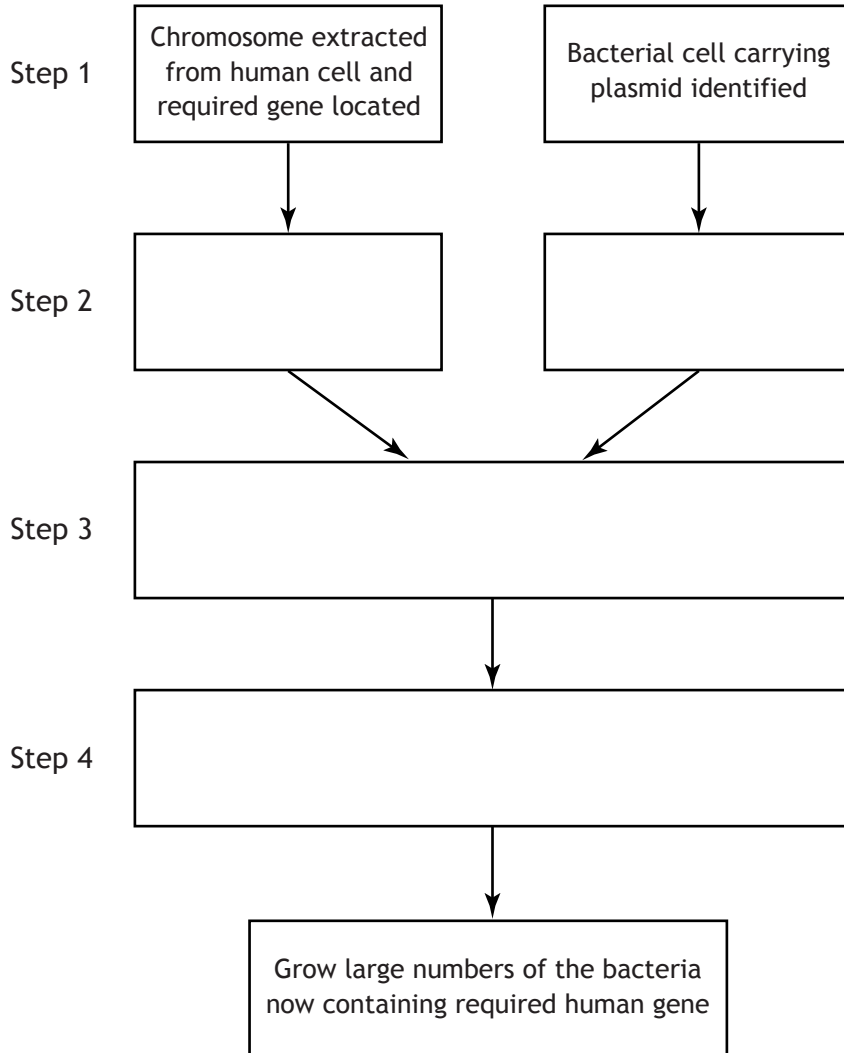 Step 1
Chromosome extracted
from human cell and
required gene located
Bacterial cell carrying
plasmid identified
Step 2
Step 3
Step 4
Grow large numbers of the bacteria
now containing required human gene